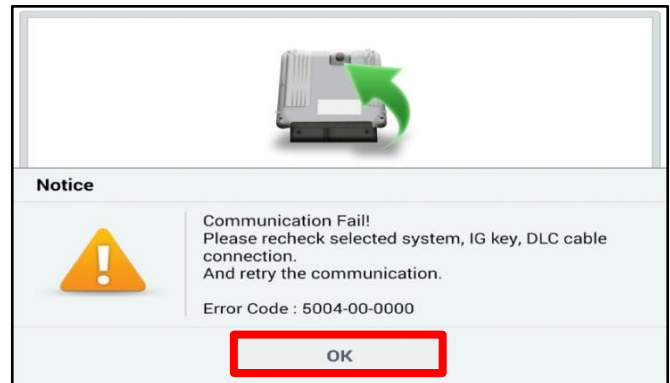 Notice
Communication Fail!
Please recheck selected system, IG key, DLC cable
connection.
And retry the communication.
Error Code : 5004-00-0000
OK